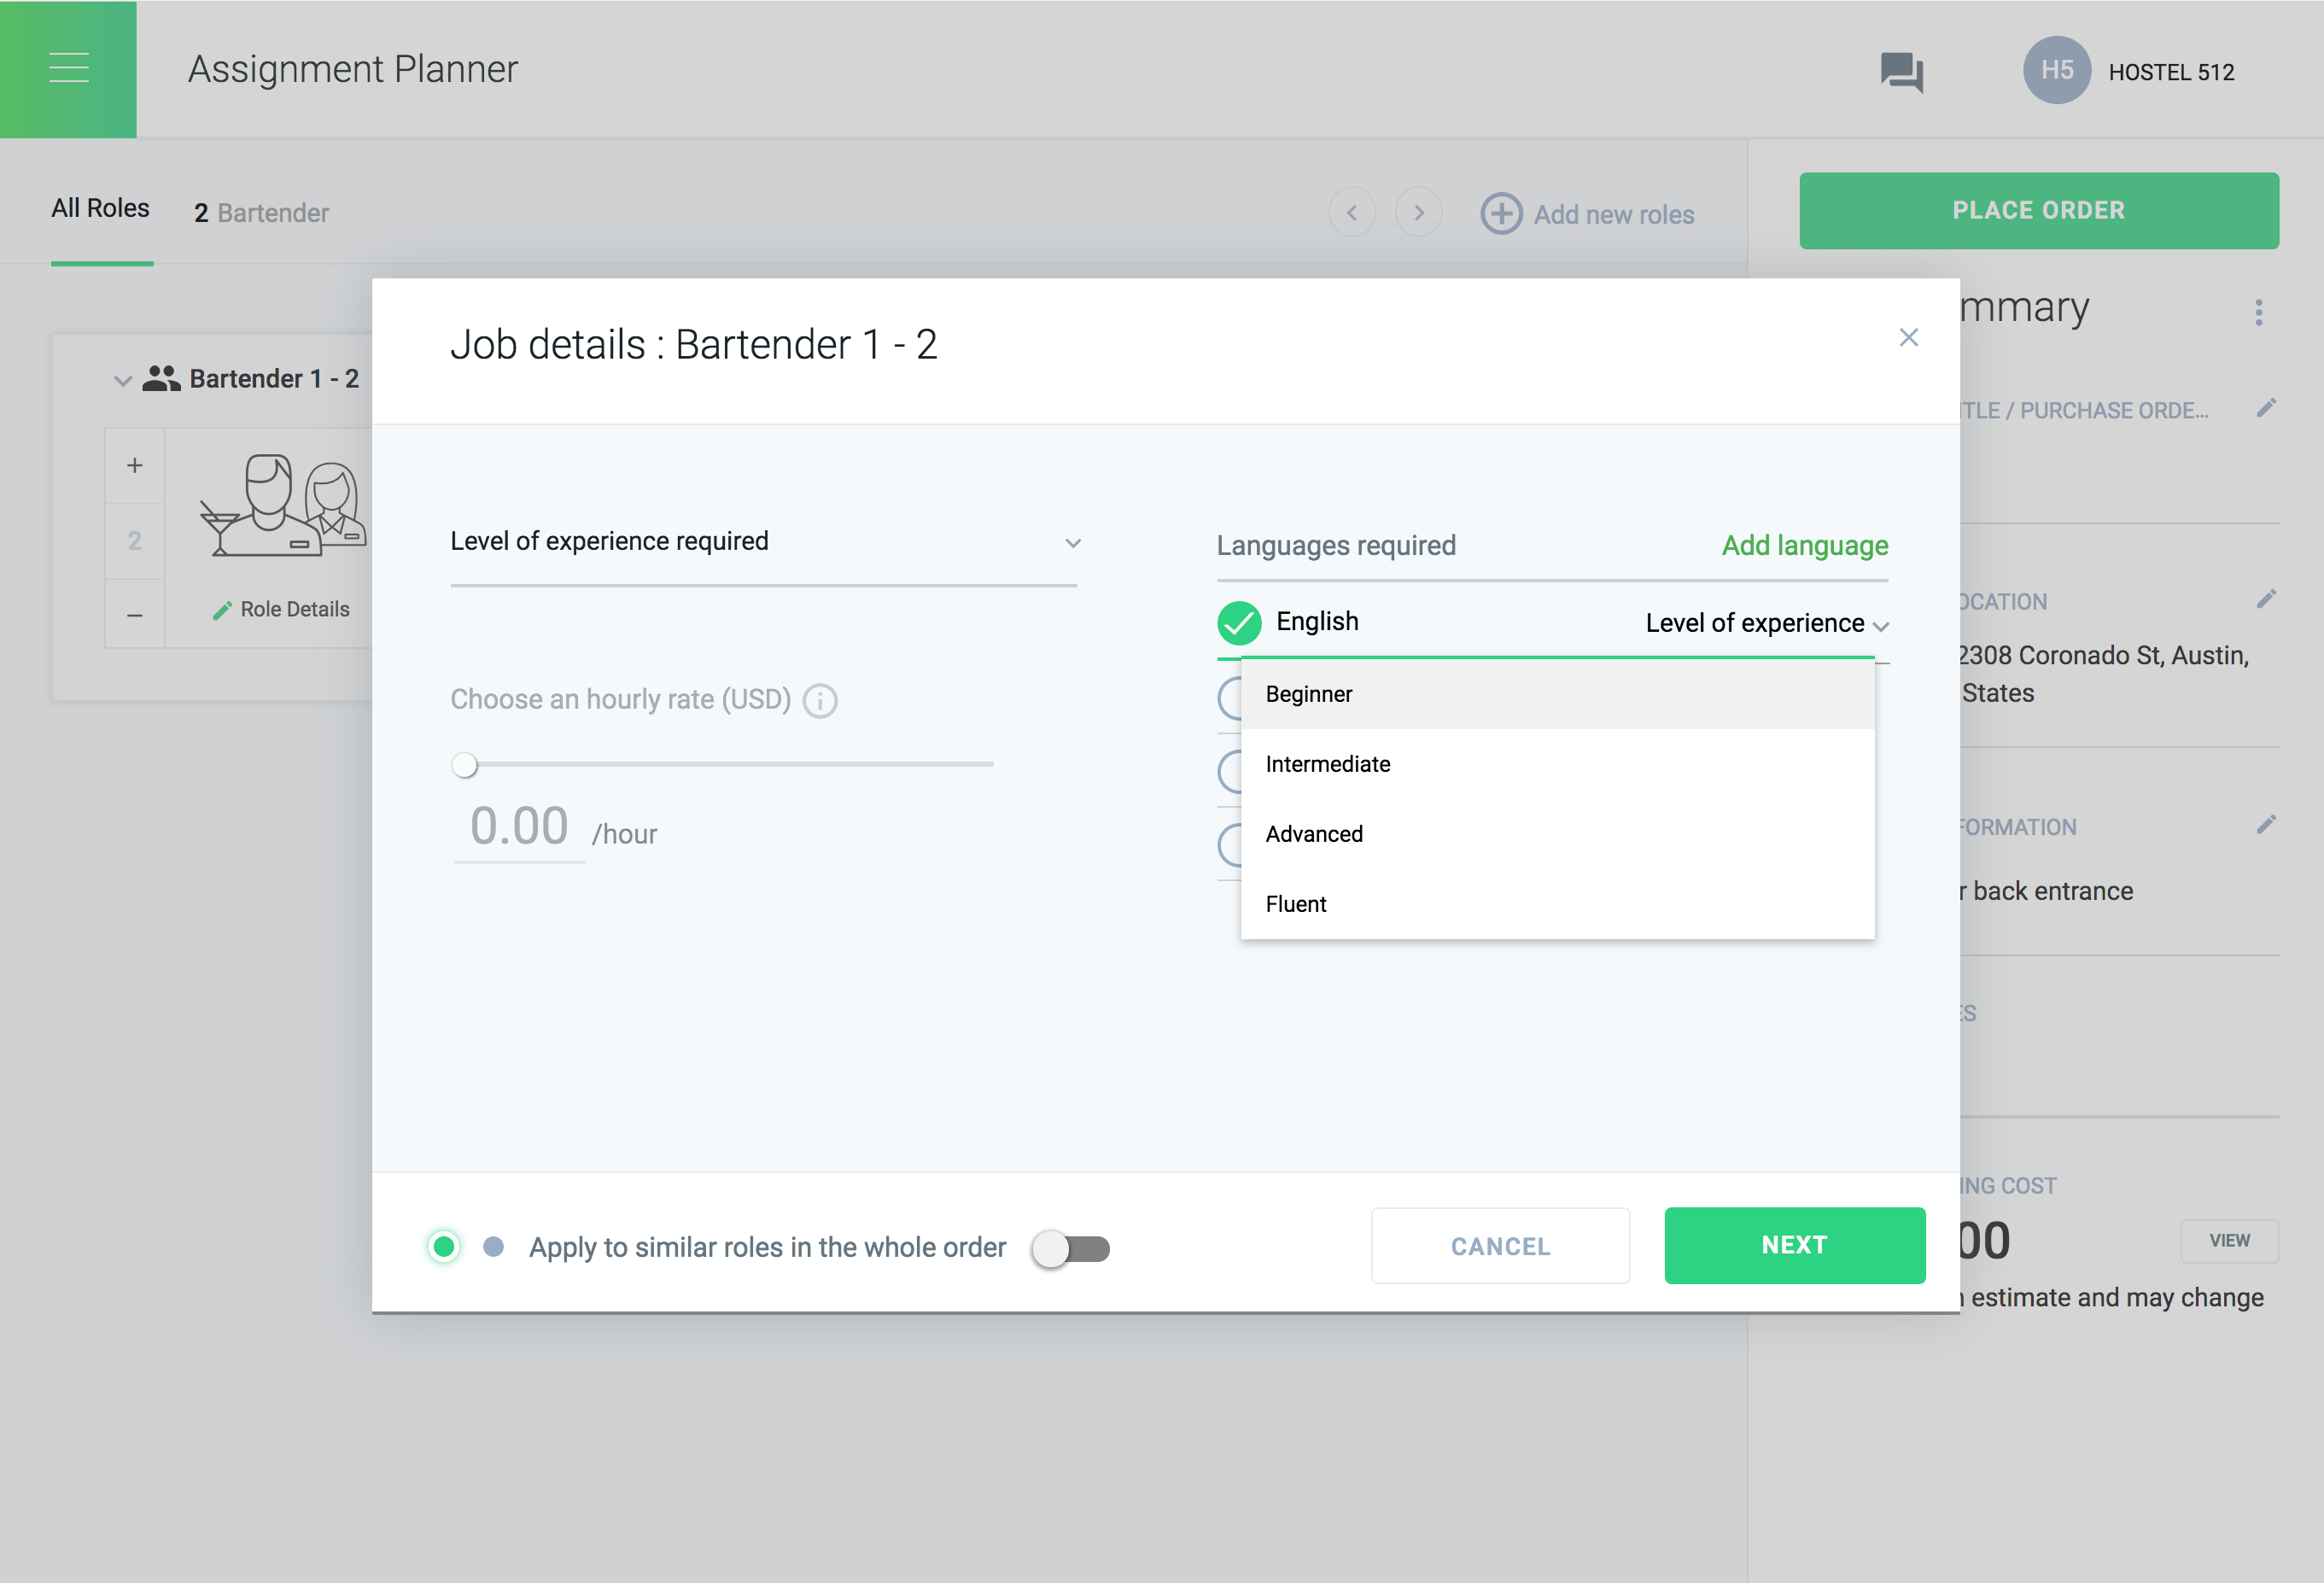 Assignment Planner
H5 HOSTEL 512
All Roles
2 Bartender
Add new roles
PLACE ORDER
Job details : Bartender 1 - 2
Bartender 1 - 2
+
2
–
Role Details
Level of experience required
Choose an hourly rate (USD)
0.00 /hour
Languages required
Add language
English
Level of experience
Beginner
Intermediate
Advanced
Fluent
Apply to similar roles in the whole order
CANCEL
NEXT
mmary
TLE / PURCHASE ORDE...
OCATION
2308 Coronado St, Austin,
States
FORMATION
r back entrance
ES
ING COST
00
VIEW
n estimate and may change